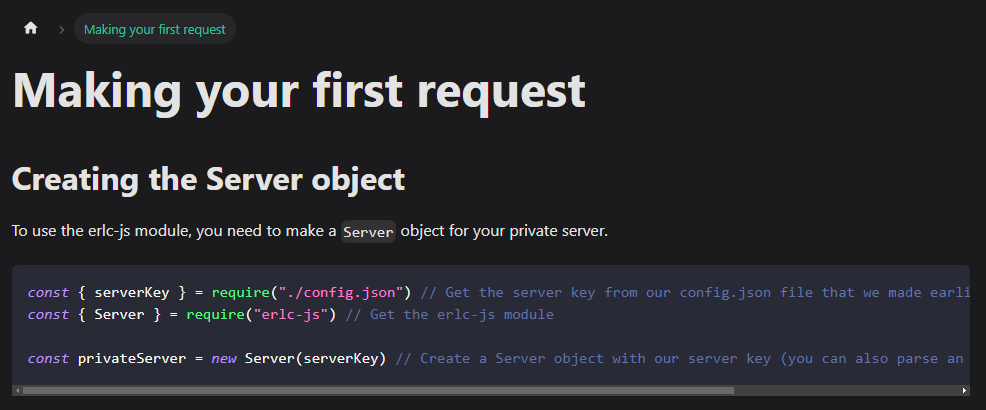 Making your first request
Making your first request
Creating the Server object
To use the erlc-js module, you need to make a Server object for your private server.
const { serverKey } = require("./config.json") // Get the server key from our config.json file that we made earli
const { Server } = require("erlc-js") // Get the erlc-js module
const privateServer = new Server(serverKey) // Create a Server object with our server key (you can also parse an